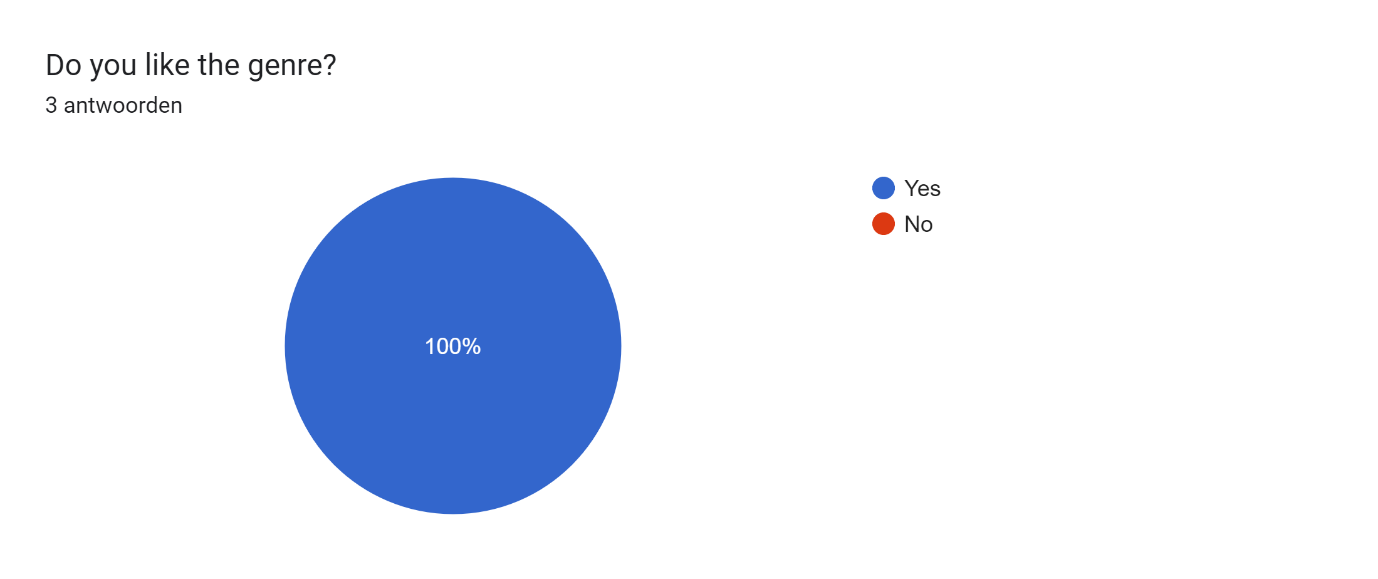 Do you like the genre?
3 antwoorden
Yes
No
100%